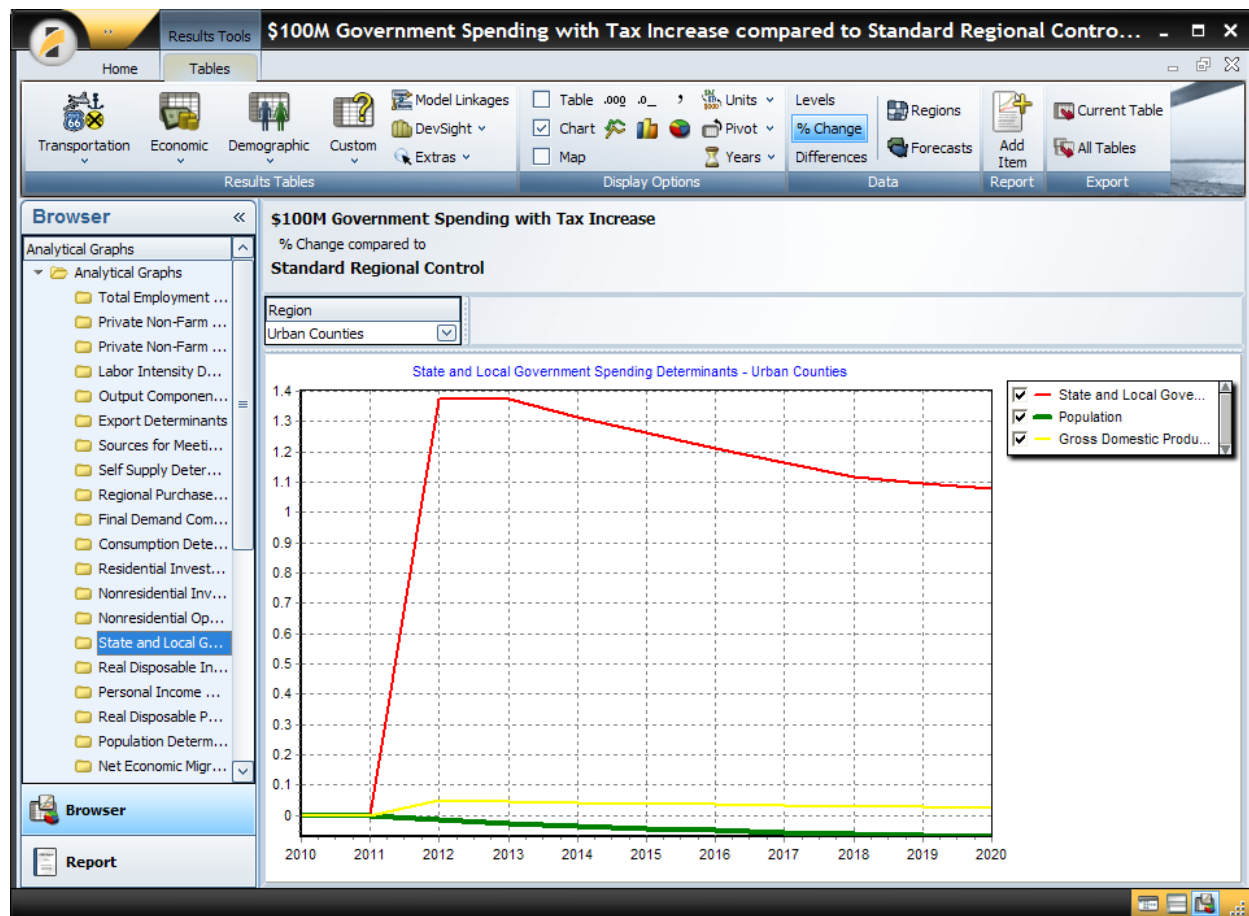 Results Tools
$100M Government Spending with Tax Increase compared to Standard Regional Contro...
Home
Tables
Transportation
Economic
Demographic
Custom
Model Linkages
DevSight
Extras
Results Tables
Table .000 .0_ ,
Units
Chart
Pivot
Map
Years
Display Options
Levels
% Change
Differences
Regions
Forecasts
Data
Add
Item
Report
Current Table
All Tables
Export
Browser «
Analytical Graphs
Analytical Graphs
Total Employment ...
Private Non-Farm ...
Private Non-Farm ...
Labor Intensity D...
Output Componen...
Export Determinants
Sources for Meeti...
Self Supply Deter...
Regional Purchase...
Final Demand Com...
Consumption Dete...
Residential Invest...
Nonresidential Inv...
Nonresidential Op...
State and Local G...
Real Disposable In...
Personal Income ...
Real Disposable P...
Population Determ...
Net Economic Migr...
Browser
Report
$100M Government Spending with Tax Increase
% Change compared to
Standard Regional Control
Region
Urban Counties
State and Local Government Spending Determinants - Urban Counties
1.4
1.3
1.2
1.1
1
0.9
0.8
0.7
0.6
0.5
0.4
0.3
0.2
0.1
0
2010 2011 2012 2013 2014 2015 2016 2017 2018 2019 2020
State and Local Gove...
Population
Gross Domestic Produ...